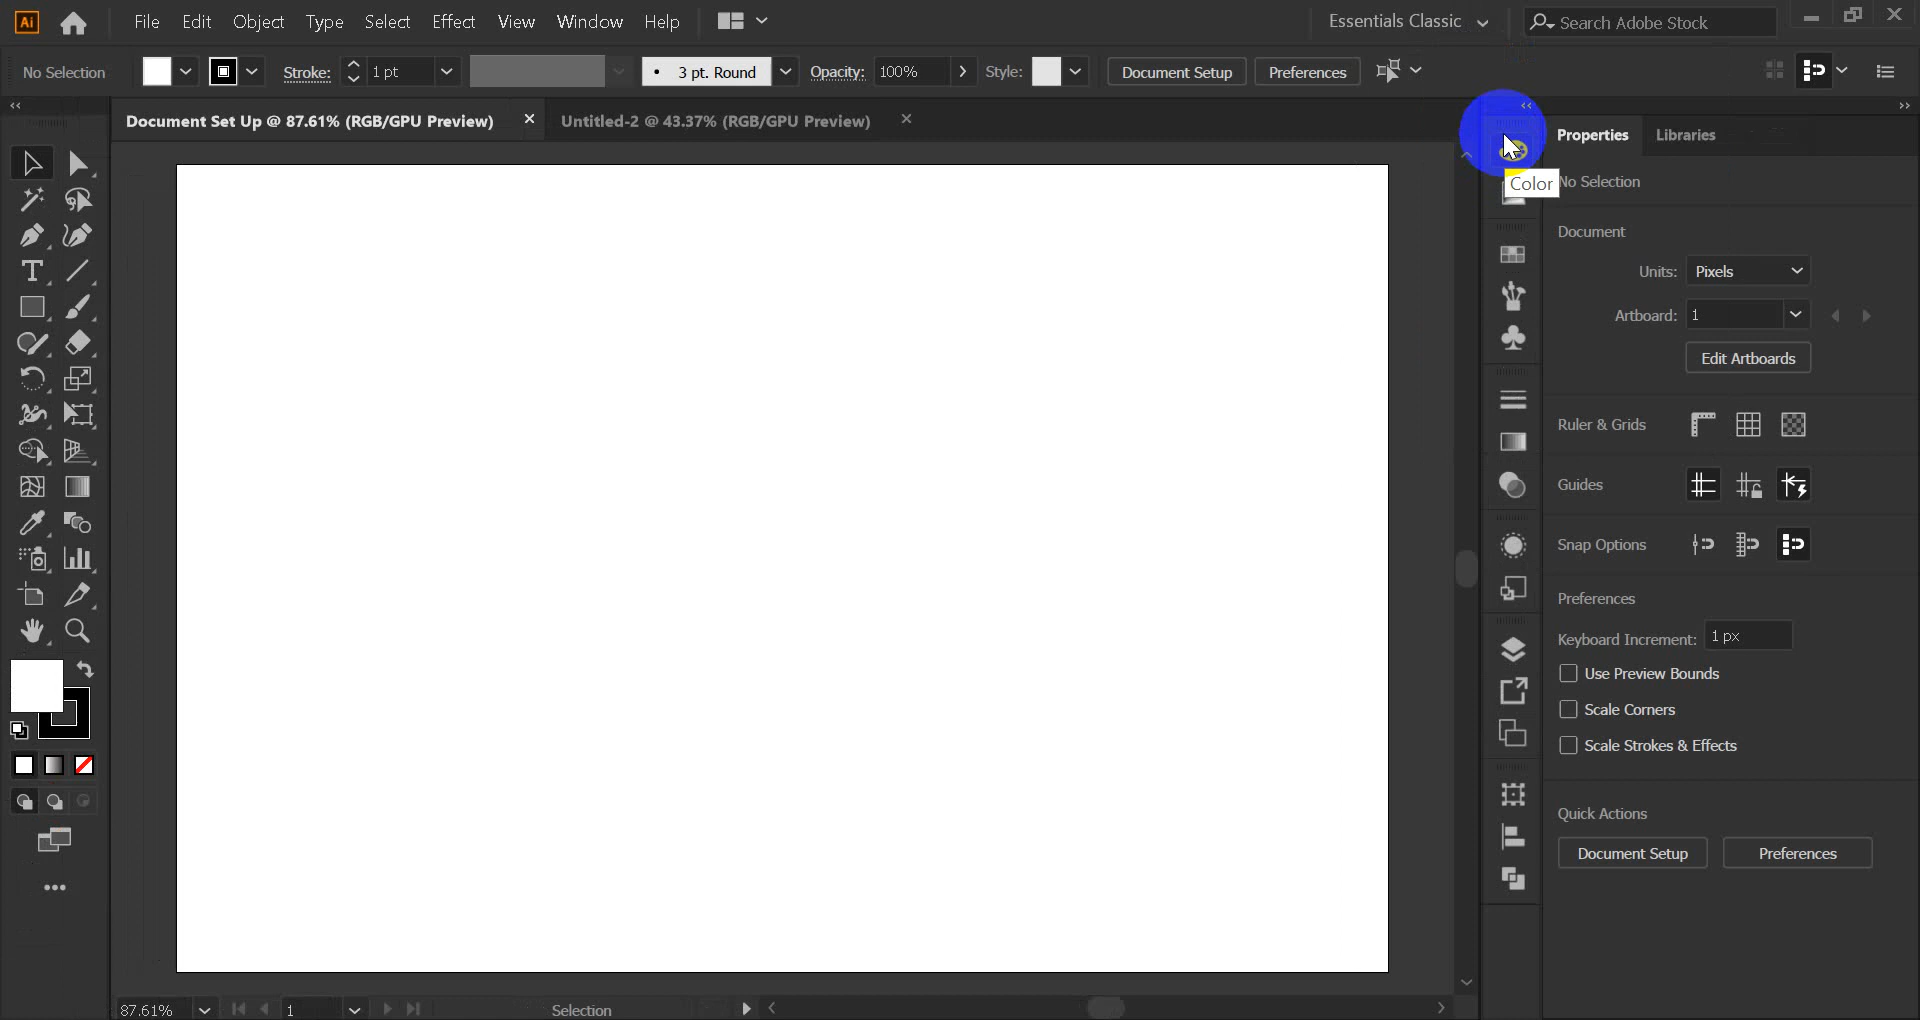 Ai File Edit Object Type Select Effect View Window Help Essentials Classic Search Adobe Stock
No Selection Stroke: 1 pt 3 pt. Round Opacity: 100% Style: Document Setup Preferences
Document Set Up @ 87.61% (RGB/GPU Preview) Untitled-2 @ 43.37% (RGB/GPU Preview)
Properties Libraries
Color
No Selection
Document
Units: Pixels
Artboard: 1
Edit Artboards
Ruler & Grids
Guides
Snap Options
Preferences
Keyboard Increment: 1 px
Use Preview Bounds
Scale Corners
Scale Strokes & Effects
Quick Actions
Document Setup Preferences
87.61% 1 Selection